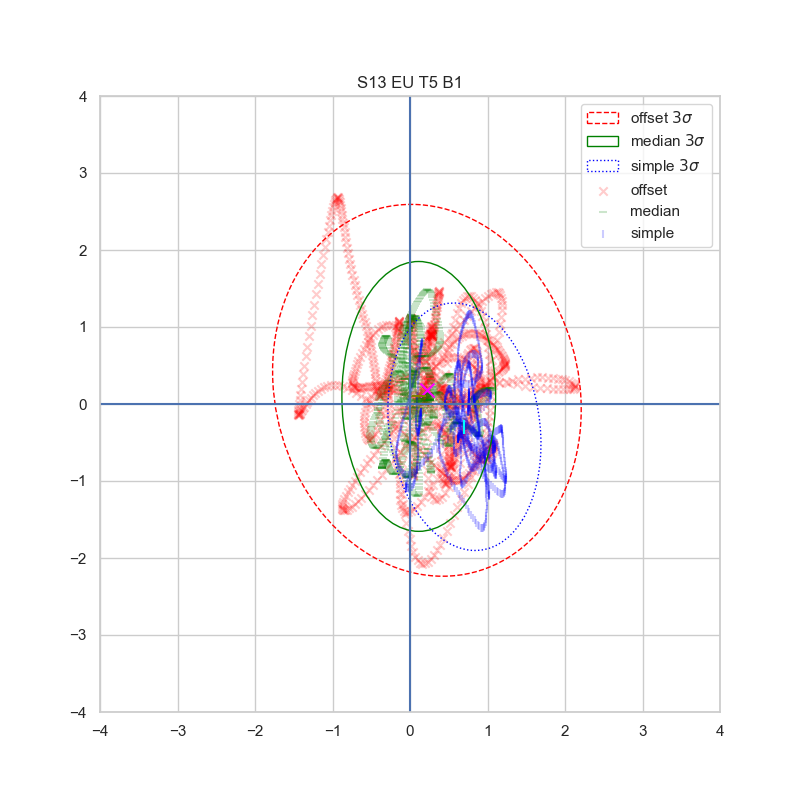 S13 EU T5 B1
offset 3σ
median 3σ
simple 3σ
offset
median
simple
4
3
2
1
0
−1
−2
−3
−4
−4 −3 −2 −1 0 1 2 3 4